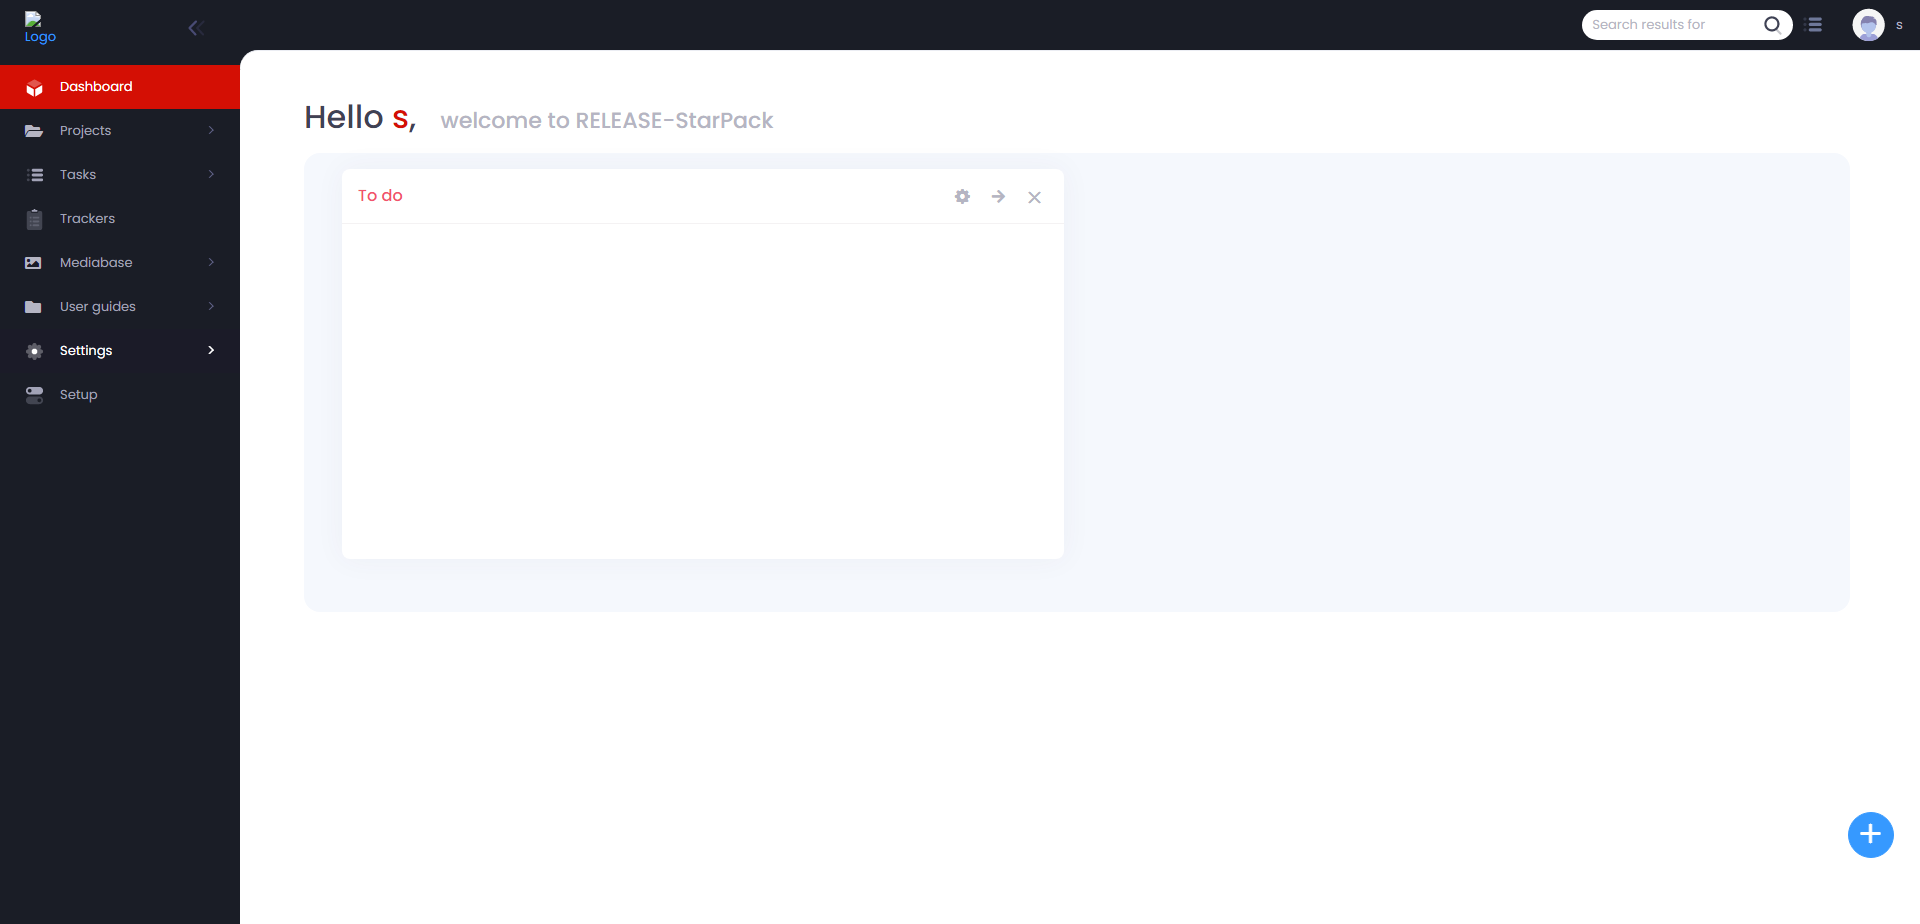 Logo
Search results for
s
Dashboard
Projects
Tasks
Trackers
Mediabase
User guides
Settings
Setup
Hello s, welcome to RELEASE-StarPack
To do